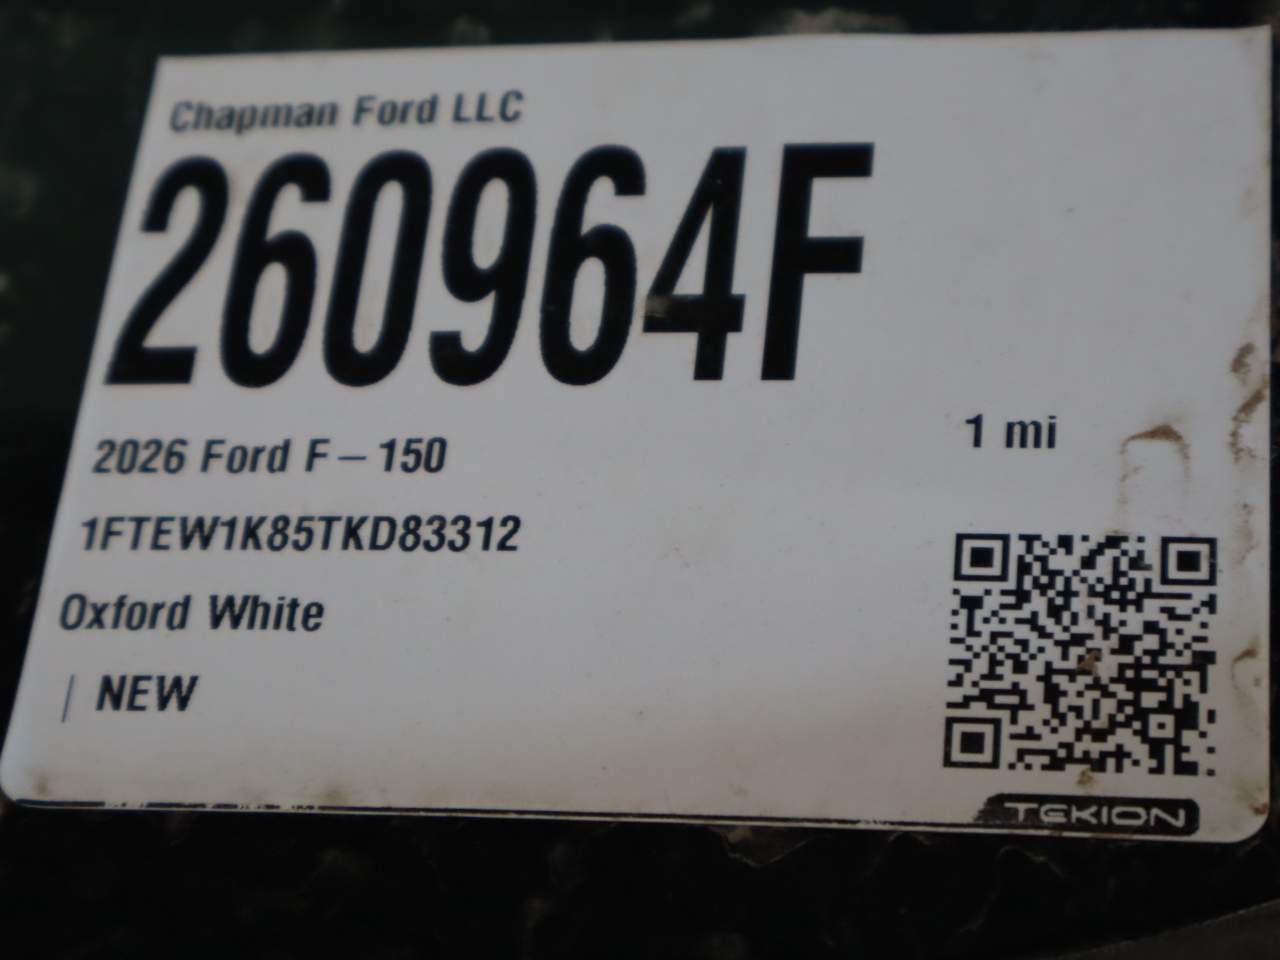 Chapman Ford LLC
260964F
2026 Ford F-150
1 mi
1FTEW1K85TKD83312
Oxford White
| NEW
TEKION